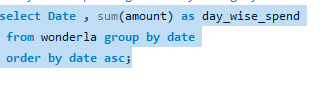 select Date , sum(amount) as day_wise_spend
from wonderla group by date
order by date asc;